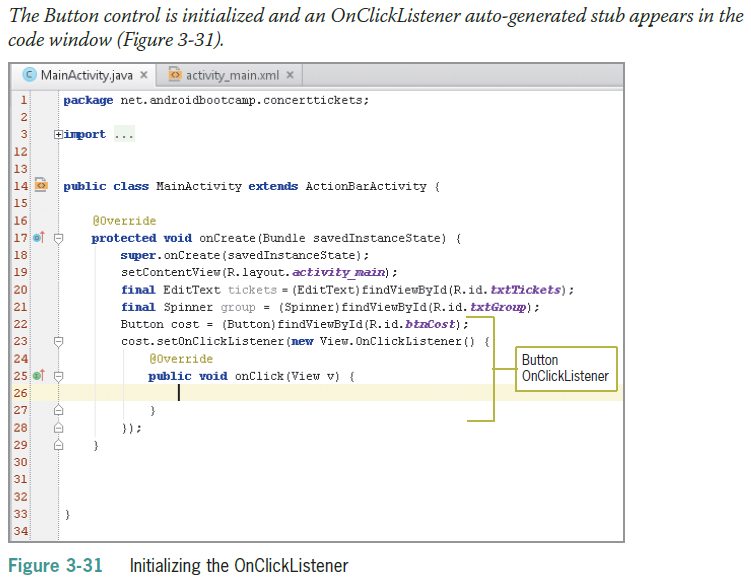 The Button control is initialized and an OnClickListener auto-generated stub appears in the
code window (Figure 3-31).
MainActivity.java × activity_main.xml ×
1 package net.androidbootcamp.concerttickets;
2
3 import ...
12
13
14 public class MainActivity extends ActionBarActivity {
15
16 @Override
17 protected void onCreate(Bundle savedInstanceState) {
18 super.onCreate(savedInstanceState);
19 setContentView(R.layout.activity_main);
20 final EditText tickets = (EditText)findViewById(R.id.txtTickets);
21 final Spinner group = (Spinner)findViewById(R.id.txtGroup);
22 Button cost = (Button)findViewById(R.id.btnCost);
23 cost.setOnClickListener(new View.OnClickListener() {
24 @Override
25 public void onClick(View v) {
26
27 }
28 });
29 }
30
31
32
33 }
34
Button
OnClickListener
Figure 3-31 Initializing the OnClickListener